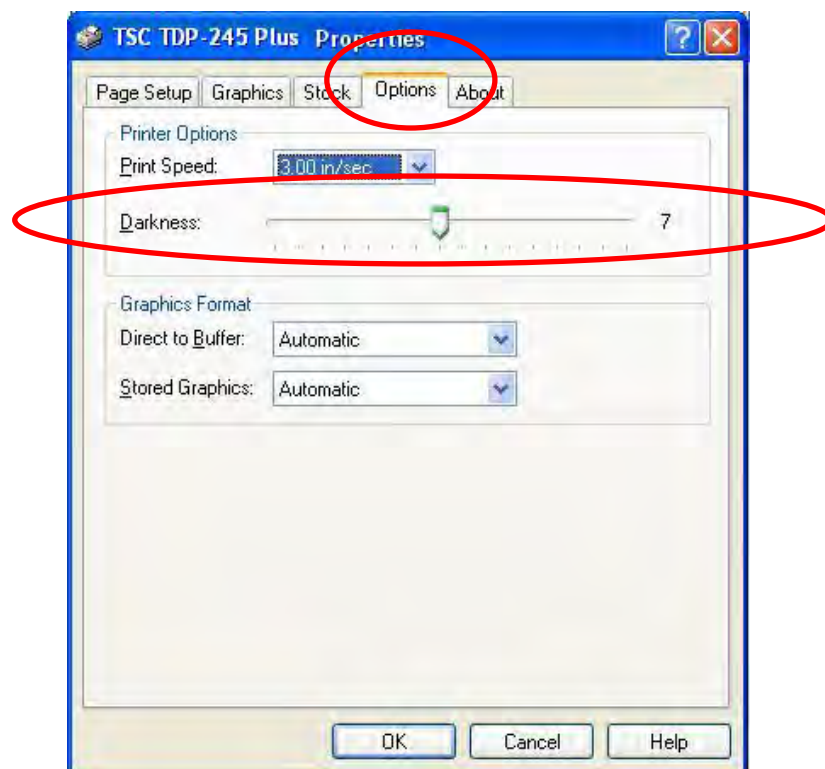 TSC TDP-245 Plus Properties
Page Setup Graphics Stock Options About
Printer Options
Print Speed: 3.00 in/sec
Darkness: 7
Graphics Format
Direct to Buffer: Automatic
Stored Graphics: Automatic
OK Cancel Help